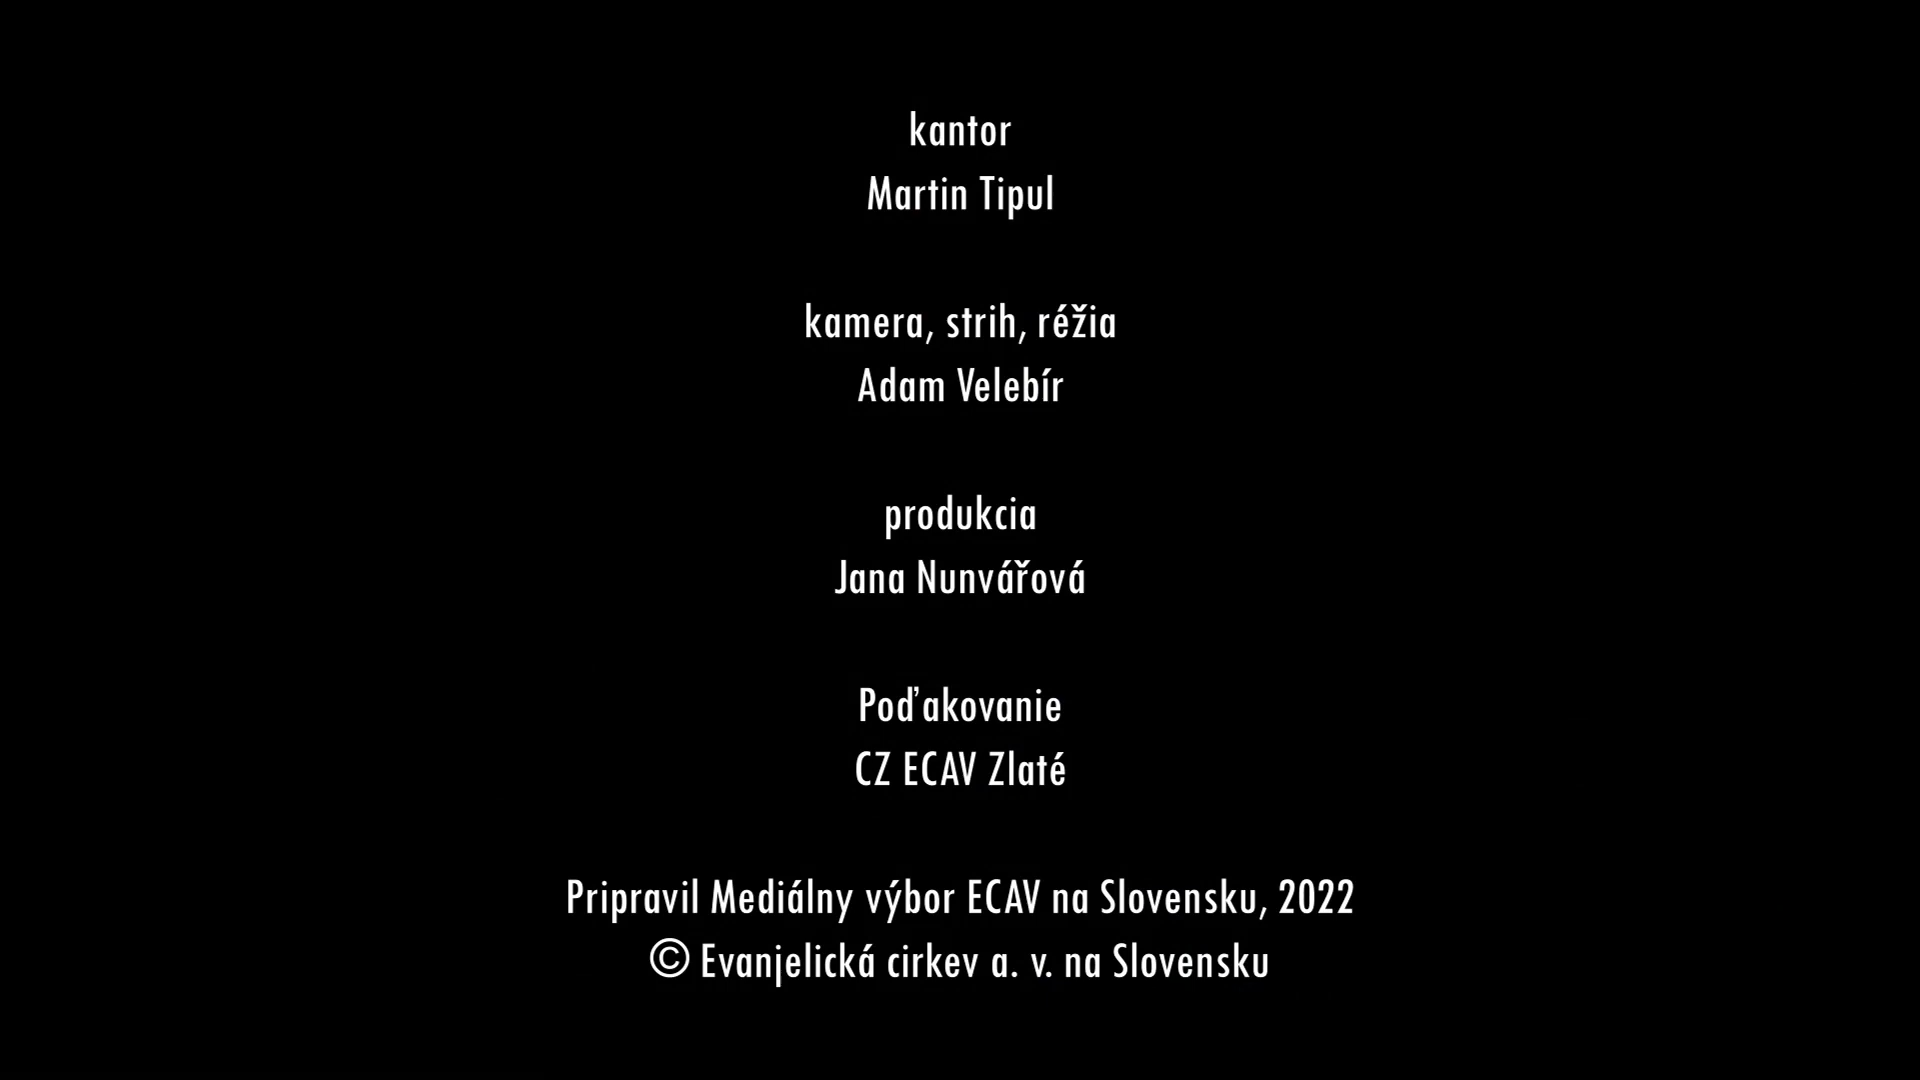 kantor
Martin Tipul
kamera, strih, réžia
Adam Velebír
produkcia
Jana Nunvářová
Poďakovanie
CZ ECAV Zlaté
Pripravil Mediálny výbor ECAV na Slovensku, 2022
© Evanjelická cirkev a. v. na Slovensku